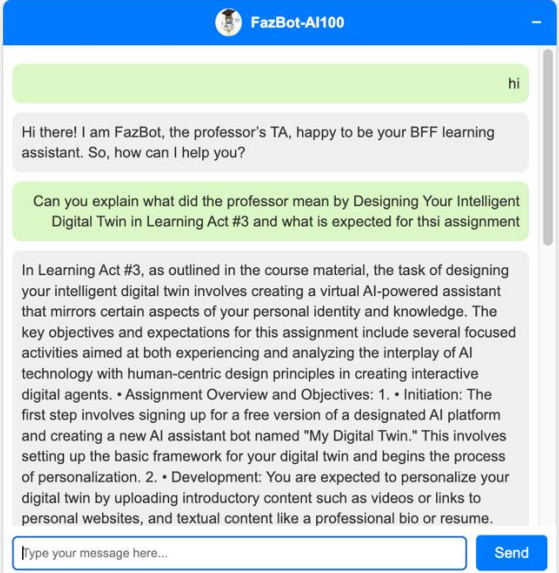 FazBot-AI100
hi
Hi there! I am FazBot, the professor's TA, happy to be your BFF learning
assistant. So, how can I help you?
Can you explain what did the professor mean by Designing Your Intelligent
Digital Twin in Learning Act #3 and what is expected for thsi assignment
In Learning Act #3, as outlined in the course material, the task of designing
your intelligent digital twin involves creating a virtual AI-powered assistant
that mirrors certain aspects of your personal identity and knowledge. The
key objectives and expectations for this assignment include several focused
activities aimed at both experiencing and analyzing the interplay of AI
technology with human-centric design principles in creating interactive
digital agents. • Assignment Overview and Objectives: 1. • Initiation: The
first step involves signing up for a free version of a designated AI platform
and creating a new AI assistant bot named "My Digital Twin." This involves
setting up the basic framework for your digital twin and begins the process
of personalization. 2. • Development: You are expected to personalize your
digital twin by uploading introductory content such as videos or links to
personal websites, and textual content like a professional bio or resume.
Type your message here...
Send